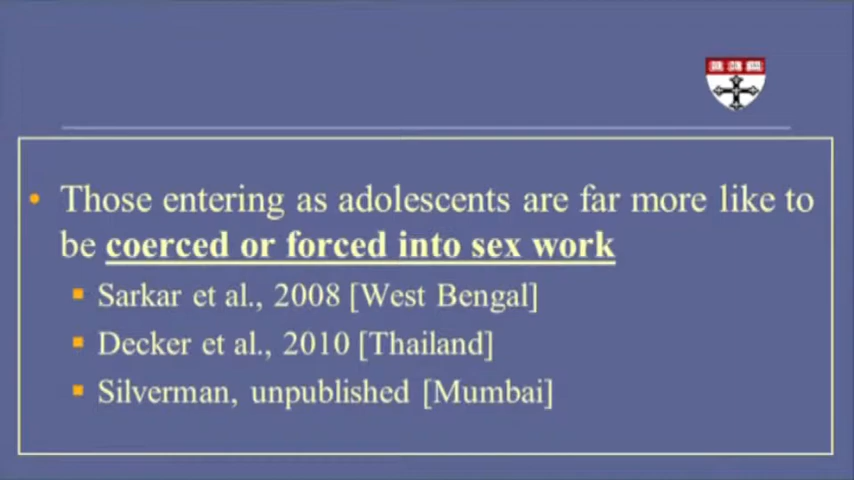 • Those entering as adolescents are far more like to
be coerced or forced into sex work
▪ Sarkar et al., 2008 [West Bengal]
▪ Decker et al., 2010 [Thailand]
▪ Silverman, unpublished [Mumbai]